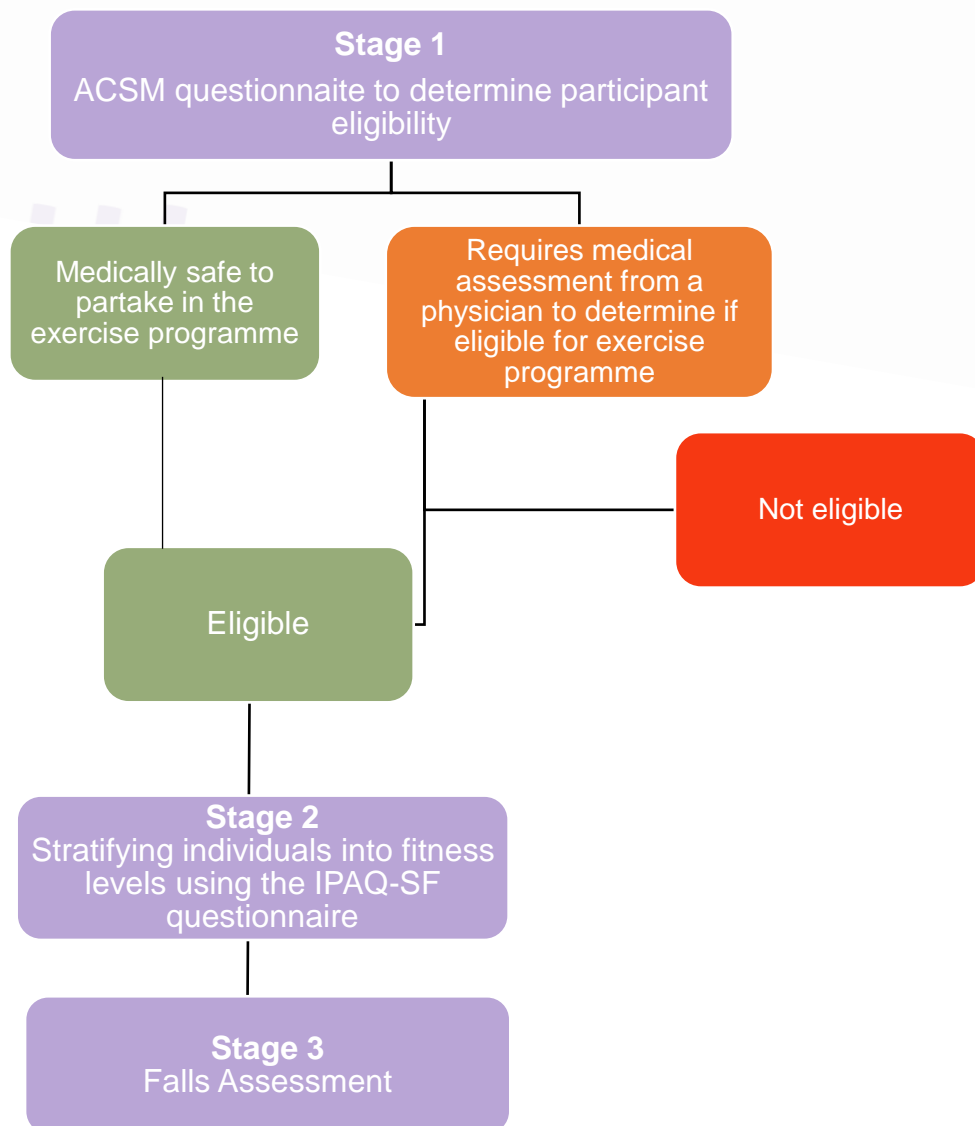 Stage 1
ACSM questionnaite to determine participant
eligibility
Medically safe to
partake in the
exercise programme
Requires medical
assessment from a
physician to determine if
eligible for exercise
programme
Not eligible
Eligible
Stage 2
Stratifying individuals into fitness
levels using the IPAQ-SF
questionnaire
Stage 3
Falls Assessment